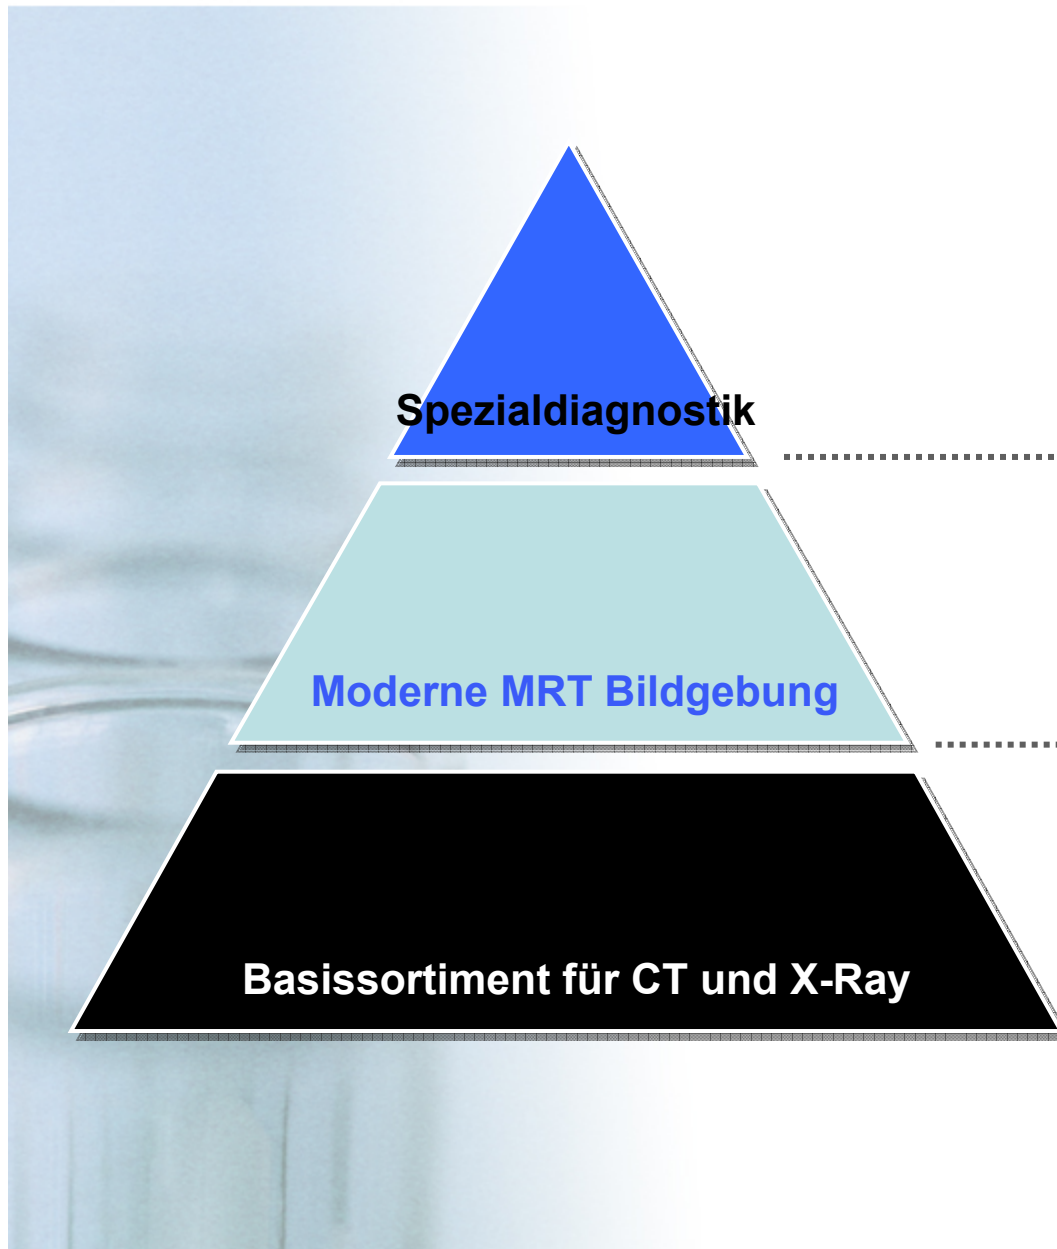 Spezialdiagnostik
Moderne MRT Bildgebung
Basissortiment für CT und X-Ray